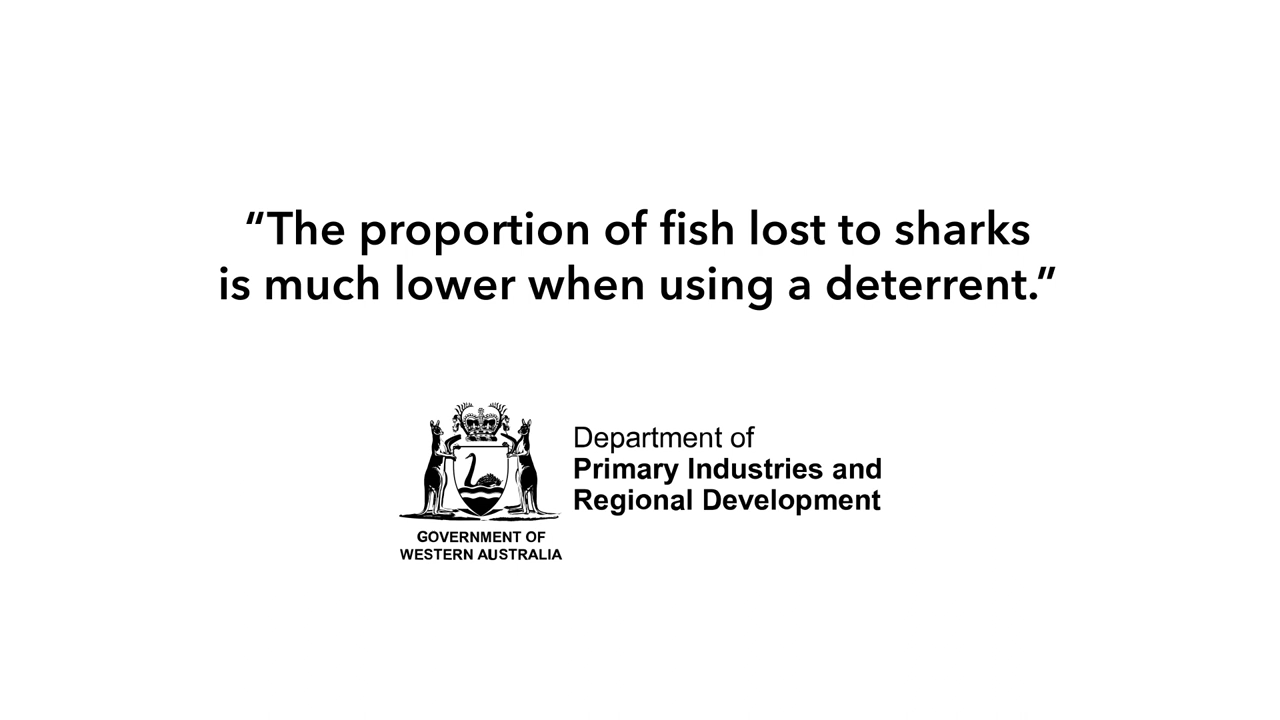 “The proportion of fish lost to sharks
is much lower when using a deterrent.”
Department of
Primary Industries and
Regional Development
GOVERNMENT OF
WESTERN AUSTRALIA